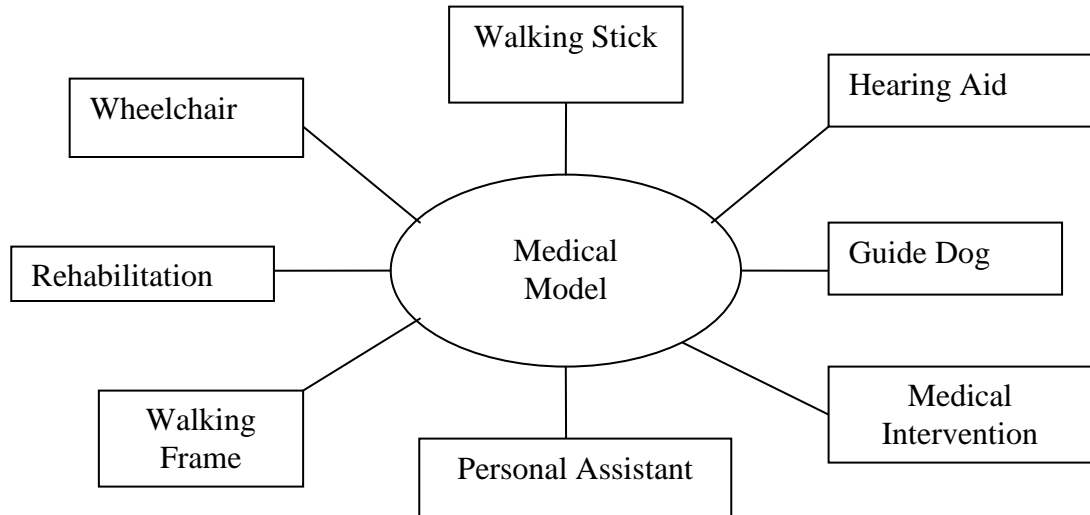 Walking Stick
Wheelchair
Hearing Aid
Medical
Model
Rehabilitation
Guide Dog
Walking
Frame
Personal Assistant
Medical
Intervention